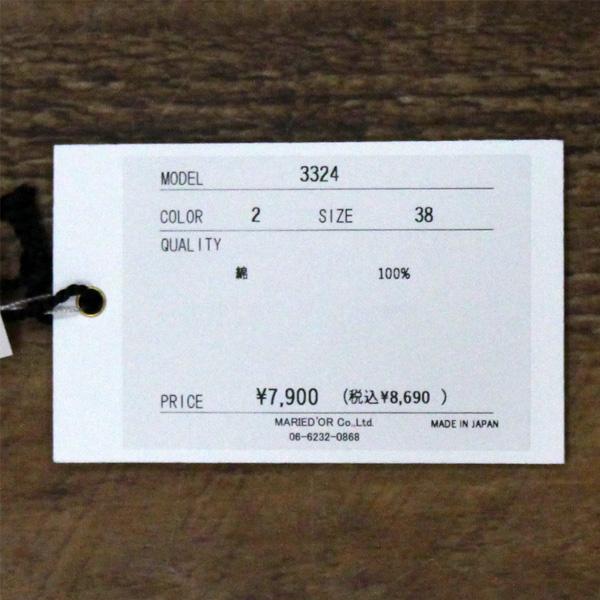 MODEL 3324
COLOR 2 SIZE 38
QUALITY
綿 100%
PRICE ¥7,900 (税込¥8,690 )
MARIED'OR Co.,Ltd. MADE IN JAPAN
06-6232-0868